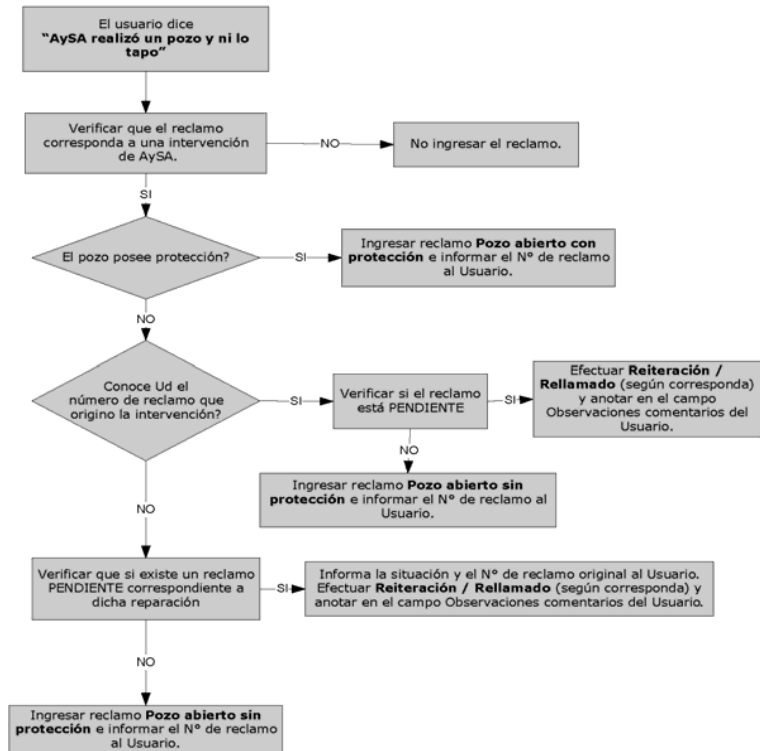 El usuario dice
“AySA realizó un pozo y ni lo
tapo”
Verificar que el reclamo
corresponda a una intervención
de AySA.
NO
No ingresar el reclamo.
SI
El pozo posee protección?
SI
Ingresar reclamo Pozo abierto con
protección e informar el N° de reclamo
al Usuario.
NO
Conoce Ud el
número de reclamo que
origino la intervención?
SI
Verificar si el reclamo
está PENDIENTE
SI
Efectuar Reiteración /
Rellamado (según corresponda)
y anotar en el campo
Observaciones comentarios del
Usuario.
NO
Ingresar reclamo Pozo abierto sin
protección e informar el N° de reclamo al
Usuario.
NO
Verificar que si existe un reclamo
PENDIENTE correspondiente a
dicha reparación
SI
Informa la situación y el N° de reclamo original al Usuario.
Efectuar Reiteración / Rellamado (según corresponda) y
anotar en el campo Observaciones comentarios del Usuario.
NO
Ingresar reclamo Pozo abierto sin
protección e informar el N° de reclamo
al Usuario.